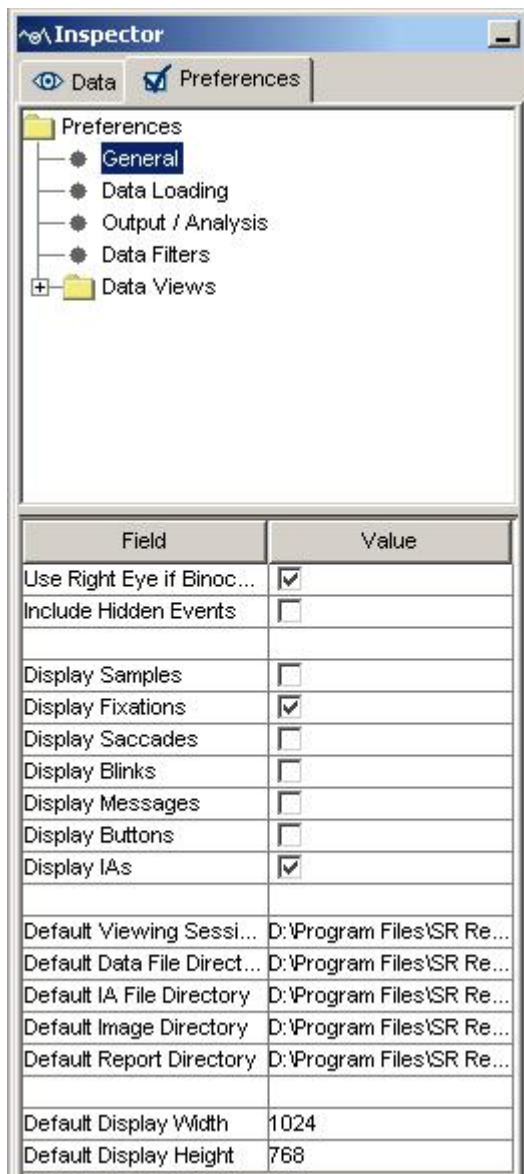 Inspector
Data Preferences
Preferences
General
Data Loading
Output / Analysis
Data Filters
Data Views
Field Value
Use Right Eye if Binoc...
Include Hidden Events
Display Samples
Display Fixations
Display Saccades
Display Blinks
Display Messages
Display Buttons
Display IAs
Default Viewing Sessi... D:\Program Files\SR Re...
Default Data File Direct... D:\Program Files\SR Re...
Default IA File Directory D:\Program Files\SR Re...
Default Image Directory D:\Program Files\SR Re...
Default Report Directory D:\Program Files\SR Re...
Default Display Width 1024
Default Display Height 768